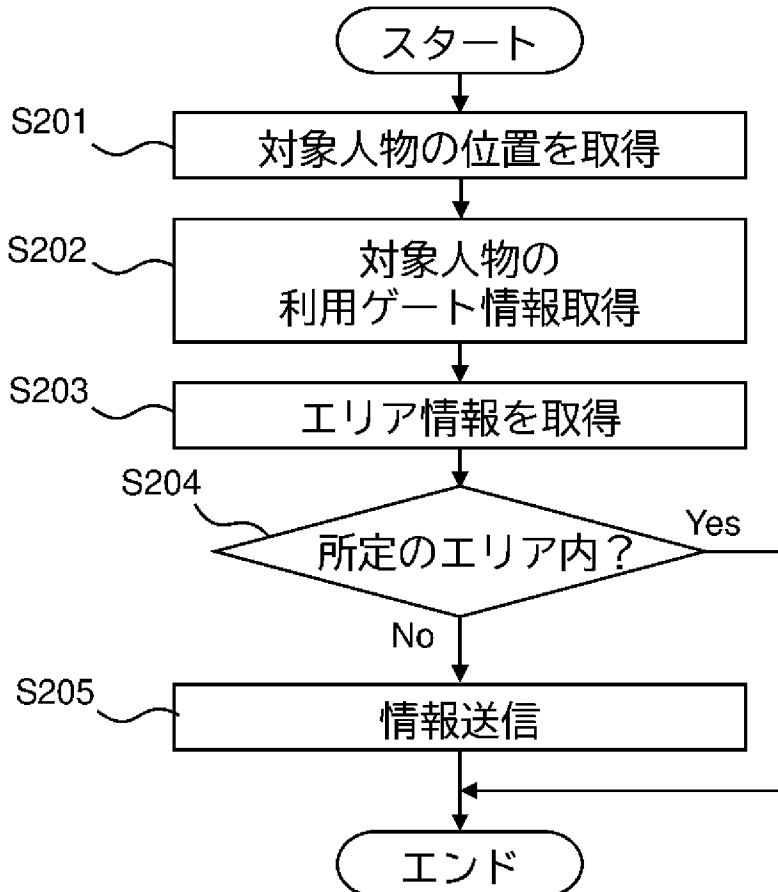 スタート
S201
対象人物の位置を取得
S202
対象人物の
利用ゲート情報取得
S203
エリア情報を取得
S204
所定のエリア内？
Yes
No
S205
情報送信
エンド